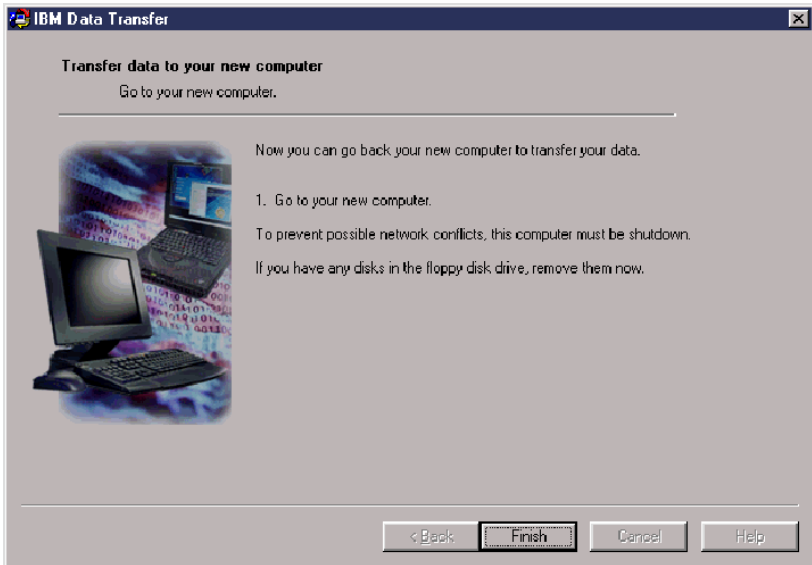 IBM Data Transfer
Transfer data to your new computer
Go to your new computer.
Now you can go back your new computer to transfer your data.
1. Go to your new computer.
To prevent possible network conflicts, this computer must be shutdown.
If you have any disks in the floppy disk drive, remove them now.
< Back Finish Cancel Help